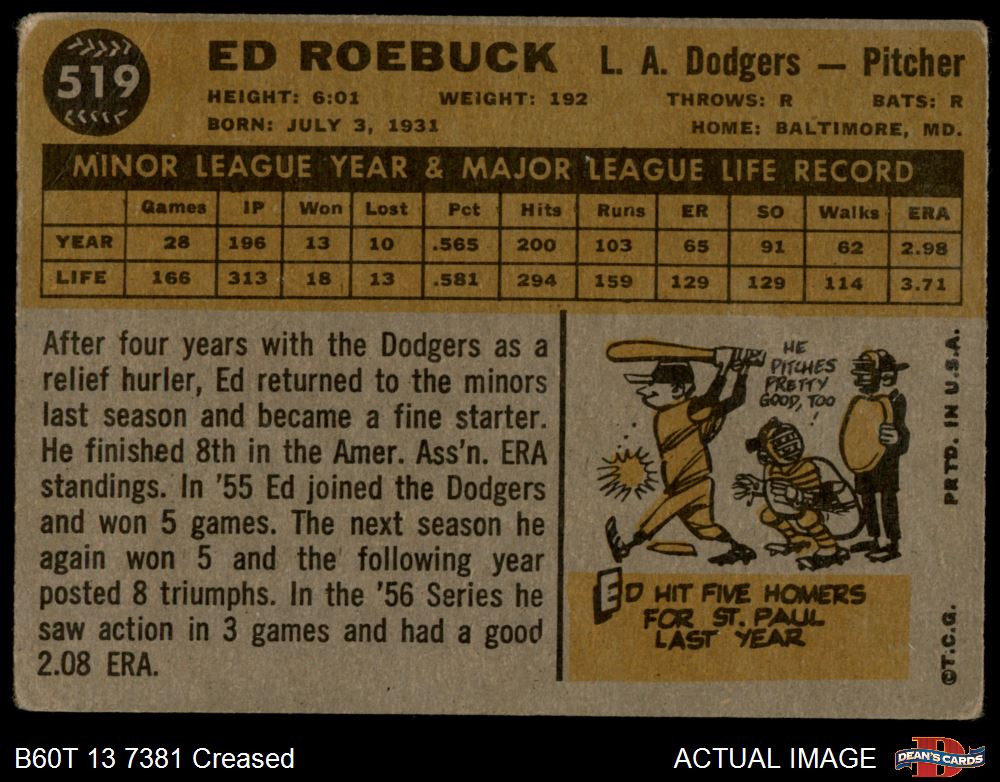 519
ED ROEBUCK L. A. Dodgers — Pitcher
HEIGHT: 6:01 WEIGHT: 192 THROWS: R BATS: R
BORN: JULY 3, 1931 HOME: BALTIMORE, MD.
MINOR LEAGUE YEAR & MAJOR LEAGUE LIFE RECORD
Games IP Won Lost Pct Hits Runs ER SO Walks ERA
YEAR 28 196 13 10 .565 200 103 65 91 62 2.98
LIFE 166 313 18 13 .581 294 159 129 129 114 3.71
After four years with the Dodgers as a
relief hurler, Ed returned to the minors
last season and became a fine starter.
He finished 8th in the Amer. Ass'n. ERA
standings. In '55 Ed joined the Dodgers
and won 5 games. The next season he
again won 5 and the following year
posted 8 triumphs. In the '56 Series he
saw action in 3 games and had a good
2.08 ERA.
HE
PITCHES
PRETTY
GOOD, TOO
!
ED HIT FIVE HOMERS
FOR ST. PAUL
LAST YEAR
©T.C.G. PRTD. IN U.S.A.
B60T 13 7381 Creased ACTUAL IMAGE
D
DEAN'S CARDS